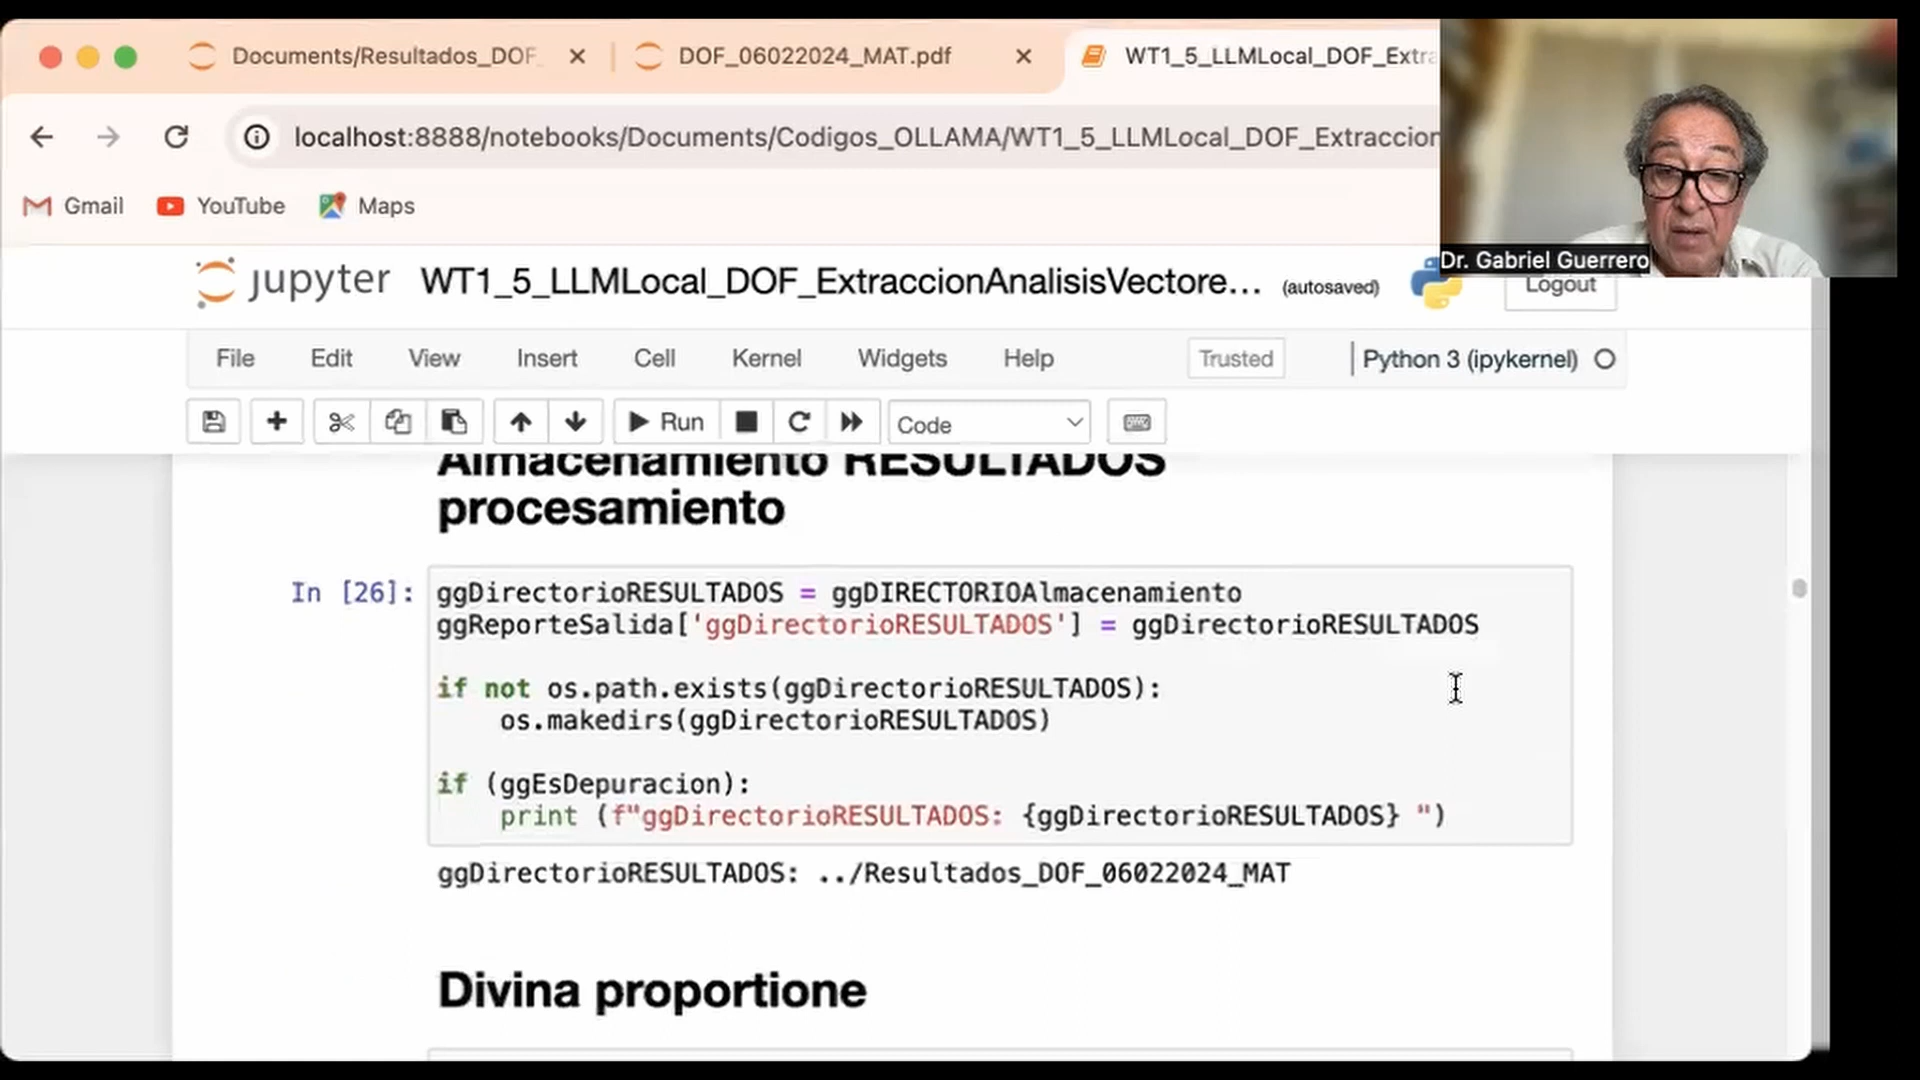 Documents/Resultados_DOF_
DOF_06022024_MAT.pdf
WT1_5_LLMLocal_DOF_Extra
localhost:8888/notebooks/Documents/Codigos_OLLAMA/WT1_5_LLMLocal_DOF_Extraccion
Gmail
YouTube
Maps
Dr. Gabriel Guerrero
jupyter
WT1_5_LLMLocal_DOF_ExtraccionAnalisisVectore...
(autosaved)
Logout
File
Edit
View
Insert
Cell
Kernel
Widgets
Help
Trusted
Python 3 (ipykernel)
Run
Code
Almacenamiento RESULTADOS
procesamiento
In [26]:
ggDirectorioRESULTADOS = ggDIRECTORIOAlmacenamiento
ggReporteSalida['ggDirectorioRESULTADOS'] = ggDirectorioRESULTADOS
if not os.path.exists(ggDirectorioRESULTADOS):
os.makedirs(ggDirectorioRESULTADOS)
if (ggEsDepuracion):
print (f"ggDirectorioRESULTADOS: {ggDirectorioRESULTADOS} ")
ggDirectorioRESULTADOS: ../Resultados_DOF_06022024_MAT
Divina proportione